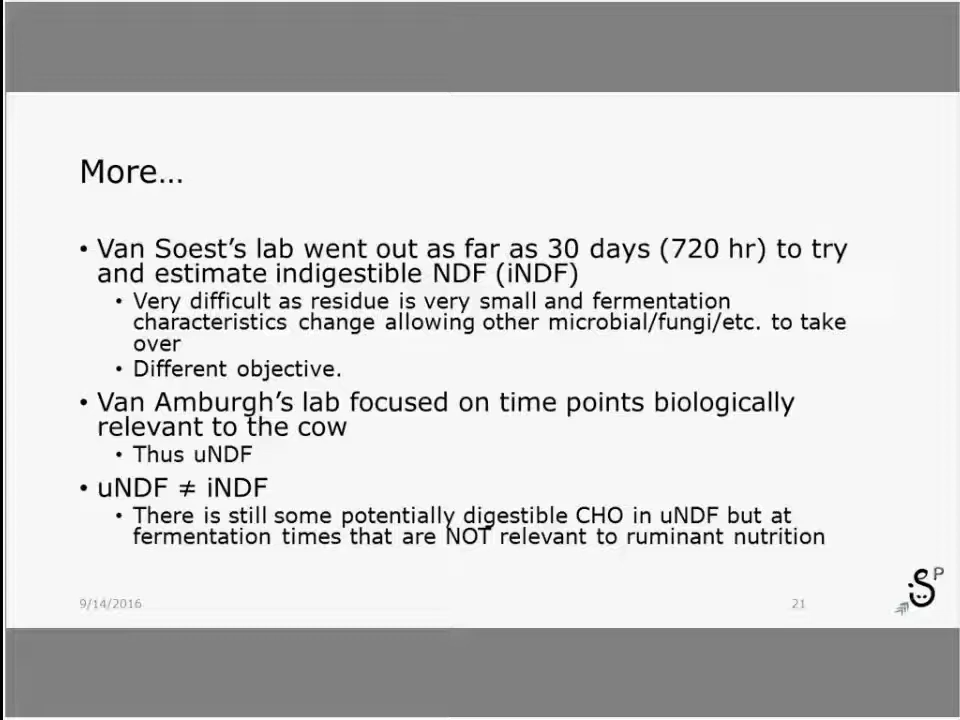 More…
• Van Soest’s lab went out as far as 30 days (720 hr) to try
and estimate indigestible NDF (iNDF)
• Very difficult as residue is very small and fermentation
characteristics change allowing other microbial/fungi/etc. to take
over
• Different objective.
• Van Amburgh’s lab focused on time points biologically
relevant to the cow
• Thus uNDF
• uNDF ≠ iNDF
• There is still some potentially digestible CHO in uNDF but at
fermentation times that are NOT relevant to ruminant nutrition
9/14/2016
21
S P